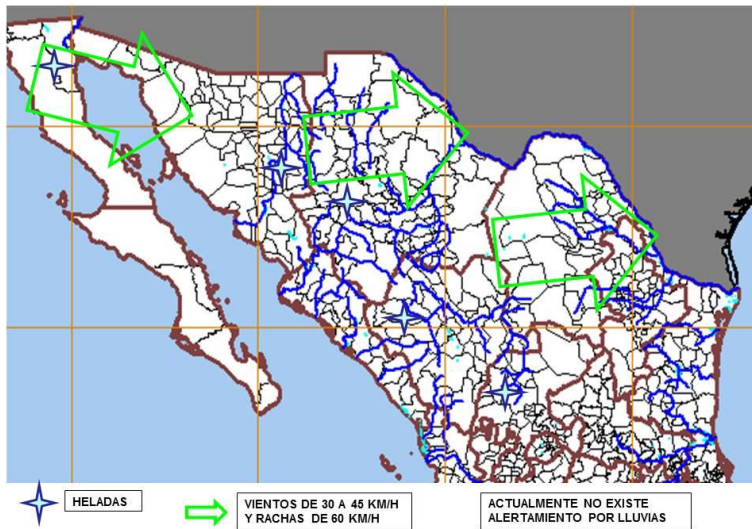 HELADAS
VIENTOS DE 30 A 45 KM/H
Y RACHAS DE 60 KM/H
ACTUALMENTE NO EXISTE
ALERTAMIENTO POR LLUVIAS